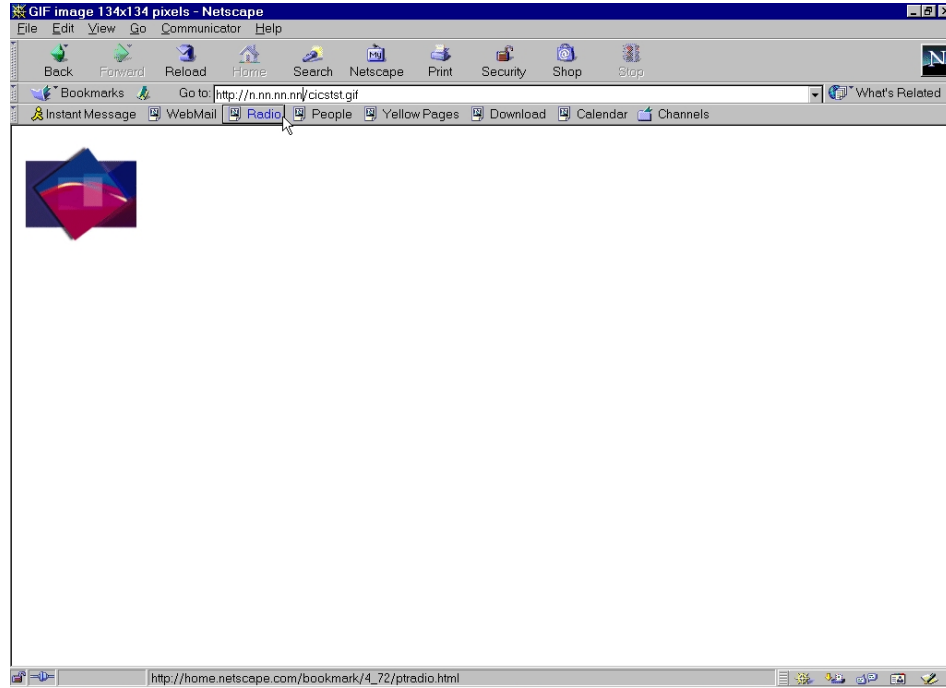 GIF image 134x134 pixels - Netscape
File Edit View Go Communicator Help
My
N
Back Forward Reload Home Search Netscape Print Security Shop Stop
Bookmarks Go to: http://n.nn.nn.nn/cicstst.gif What's Related
Instant Message WebMail Radio People Yellow Pages Download Calendar Channels
http://home.netscape.com/bookmark/4_72/ptradio.html